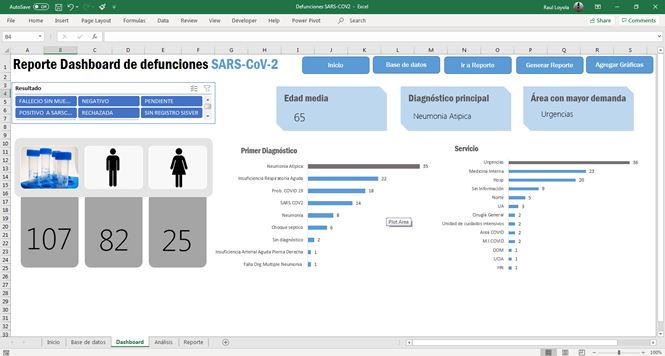 AutoSave Off
Defunciones SARS-COV2 - Excel
Raul Loyola
File Home Insert Page Layout Formulas Data Review View Developer Help Power Pivot Search
Share Comments
B4
fx
A B C D E F G H I J K L M N O P Q R S
Reporte Dashboard de defunciones SARS-CoV-2
Inicio
Base de datos
Ir a Reporte
Generar Reporte
Agregar Gráficas
Resultado
FALLECIO SIN MUE... NEGATIVO PENDIENTE
POSITIVO A SARSC... RECHAZADA SIN REGISTRO SISVER
Edad media
65
Diagnóstico principal
Neumonia Atipica
Área con mayor demanda
Urgencias
107
82
25
Primer Diagnóstico
Neumonia Atipica 35
Insuficiencia Respiratoria Aguda 22
Prob. COVID 19 18
SARS COV2 14
Neumonia 8
Choque septico 6
Sin diagnóstico 2
Insuficiencia Arterial Aguda Pierna Derecha 1
Falla Org Multiple Neumonia 1
Plot Area
Servicio
Urgencias 36
Medicina Interna 23
Hosp 20
Sin Información 9
Norte 5
UA 3
Cirugía General 2
Unidad de cuidados intensivos 2
Area COVID 2
M.I COVID 2
DOM 1
UCIA 1
HRI 1
Inicio Base de datos Dashboard Análisis Reporte
100%